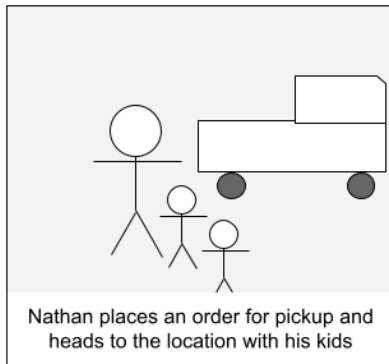 Nathan places an order for pickup and
heads to the location with his kids